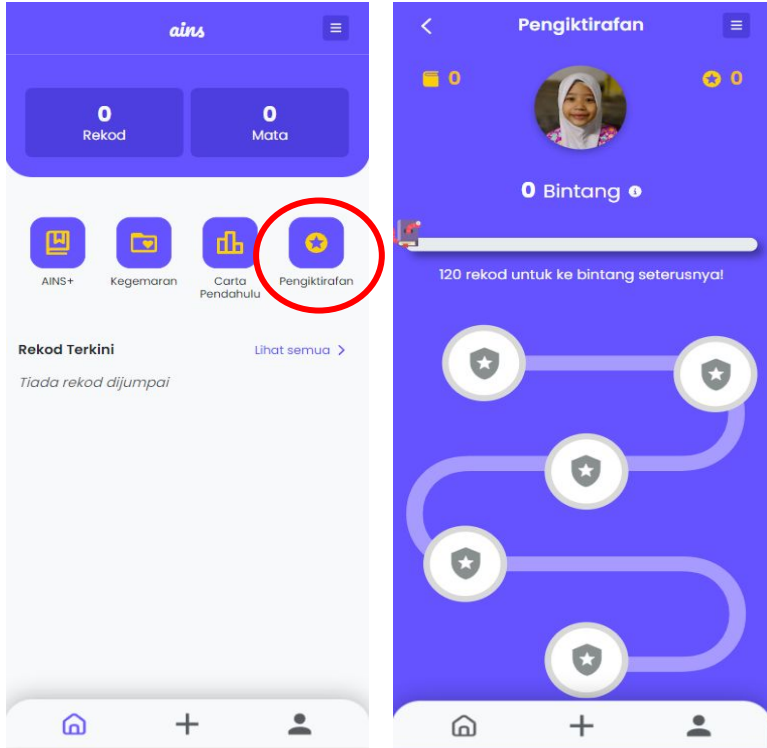 ains
0
Rekod
0
Mata
AINS+
Kegemaran
Carta
Pendahulu
Pengiktirafan
Rekod Terkini
Lihat semua
Tiada rekod dijumpai
Pengiktirafan
0
0
0 Bintang
120 rekod untuk ke bintang seterusnya!